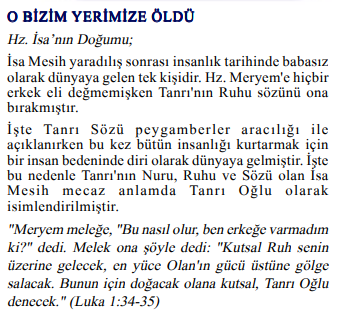 O BİZİM YERİMİZE ÖLDÜ
Hz. İsa'nın Doğumu;
İsa Mesih yaradılış sonrası insanlık tarihinde babasız
olarak dünyaya gelen tek kişidir. Hz. Meryem'e hiçbir
erkek eli değmemişken Tanrı'nın Ruhu sözünü ona
bırakmıştır.
İşte Tanrı Sözü peygamberler aracılığı ile
açıklanırken bu kez bütün insanlığı kurtarmak için
bir insan bedeninde diri olarak dünyaya gelmiştir. İşte
bu nedenle Tanrı'nın Nuru, Ruhu ve Sözü olan İsa
Mesih mecaz anlamda Tanrı Oğlu olarak
isimlendirilmiştir.
"Meryem meleğe, "Bu nasıl olur, ben erkeğe varmadım
ki?" dedi. Melek ona şöyle dedi: "Kutsal Ruh senin
üzerine gelecek, en yüce Olan'ın gücü üstüne gölge
salacak. Bunun için doğacak olana kutsal, Tanrı Oğlu
denecek." (Luka 1:34-35)